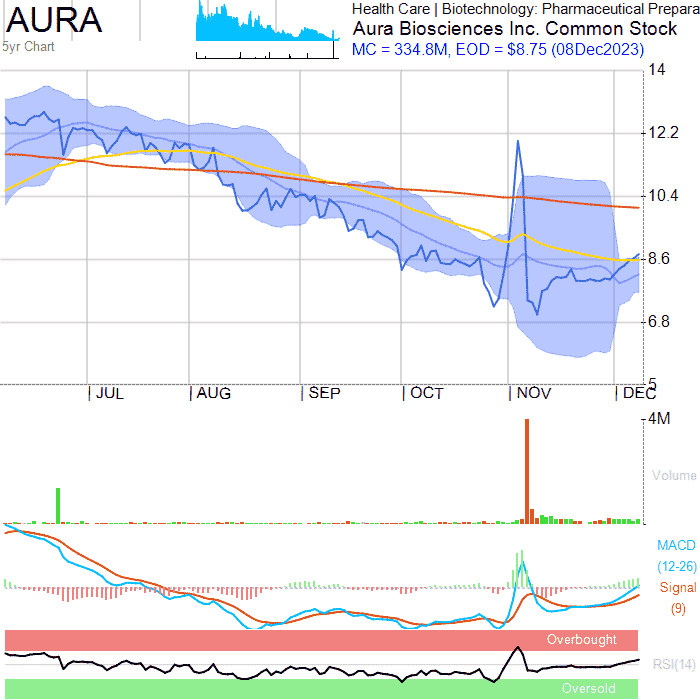 AURA
5yr Chart
Health Care | Biotechnology: Pharmaceutical Prepara
Aura Biosciences Inc. Common Stock
MC = 334.8M, EOD = $8.75 (08Dec2023)
14
12.2
10.4
8.6
6.8
5
JUL AUG SEP OCT NOV DEC
4M
Volume
MACD
(12-26)
Signal
(9)
Overbought
RSI(14)
Oversold